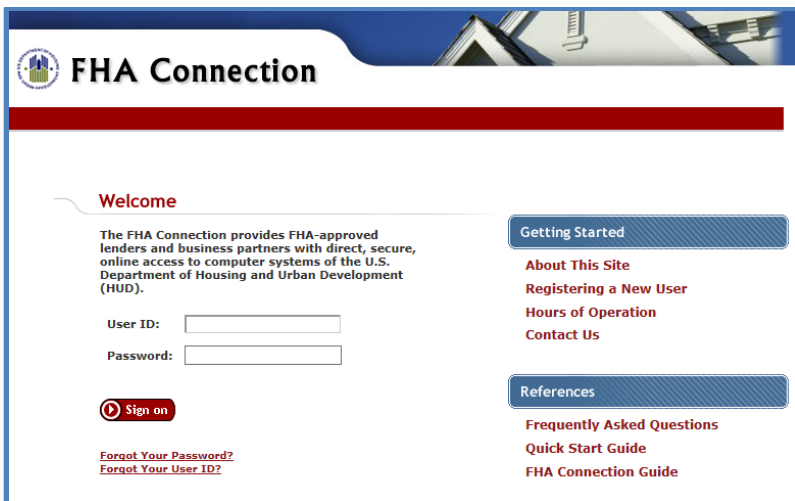 FHA Connection
Welcome
The FHA Connection provides FHA-approved
lenders and business partners with direct, secure,
online access to computer systems of the U.S.
Department of Housing and Urban Development
(HUD).
User ID:
Password:
Sign on
Forgot Your Password?
Forgot Your User ID?
Getting Started
About This Site
Registering a New User
Hours of Operation
Contact Us
References
Frequently Asked Questions
Quick Start Guide
FHA Connection Guide